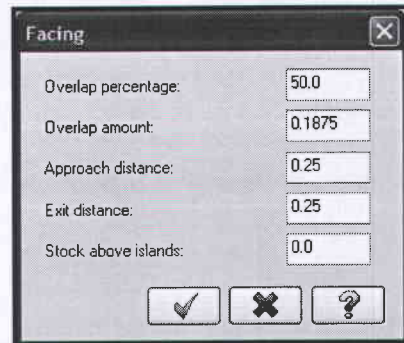 Facing
Overlap percentage: 50.0
Overlap amount: 0.1875
Approach distance: 0.25
Exit distance: 0.25
Stock above islands: 0.0